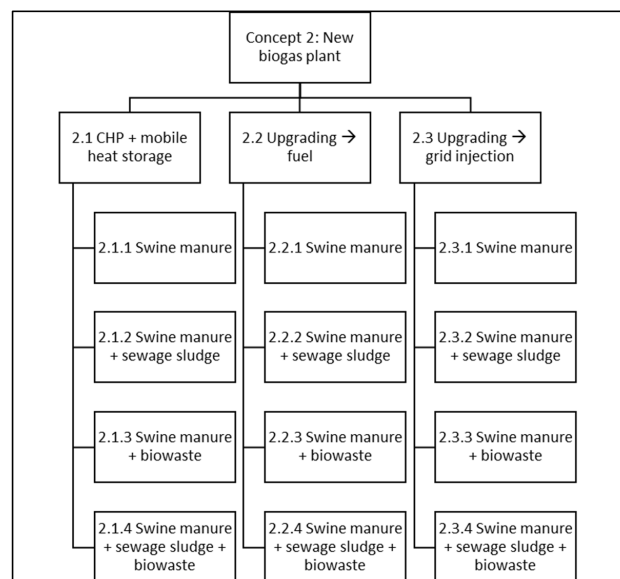 Concept 2: New
biogas plant
2.1 CHP + mobile
heat storage
2.2 Upgrading →
fuel
2.3 Upgrading →
grid injection
2.1.1 Swine manure
2.2.1 Swine manure
2.3.1 Swine manure
2.1.2 Swine manure
+ sewage sludge
2.2.2 Swine manure
+ sewage sludge
2.3.2 Swine manure
+ sewage sludge
2.1.3 Swine manure
+ biowaste
2.2.3 Swine manure
+ biowaste
2.3.3 Swine manure
+ biowaste
2.1.4 Swine manure
+ sewage sludge +
biowaste
2.2.4 Swine manure
+ sewage sludge +
biowaste
2.3.4 Swine manure
+ sewage sludge +
biowaste